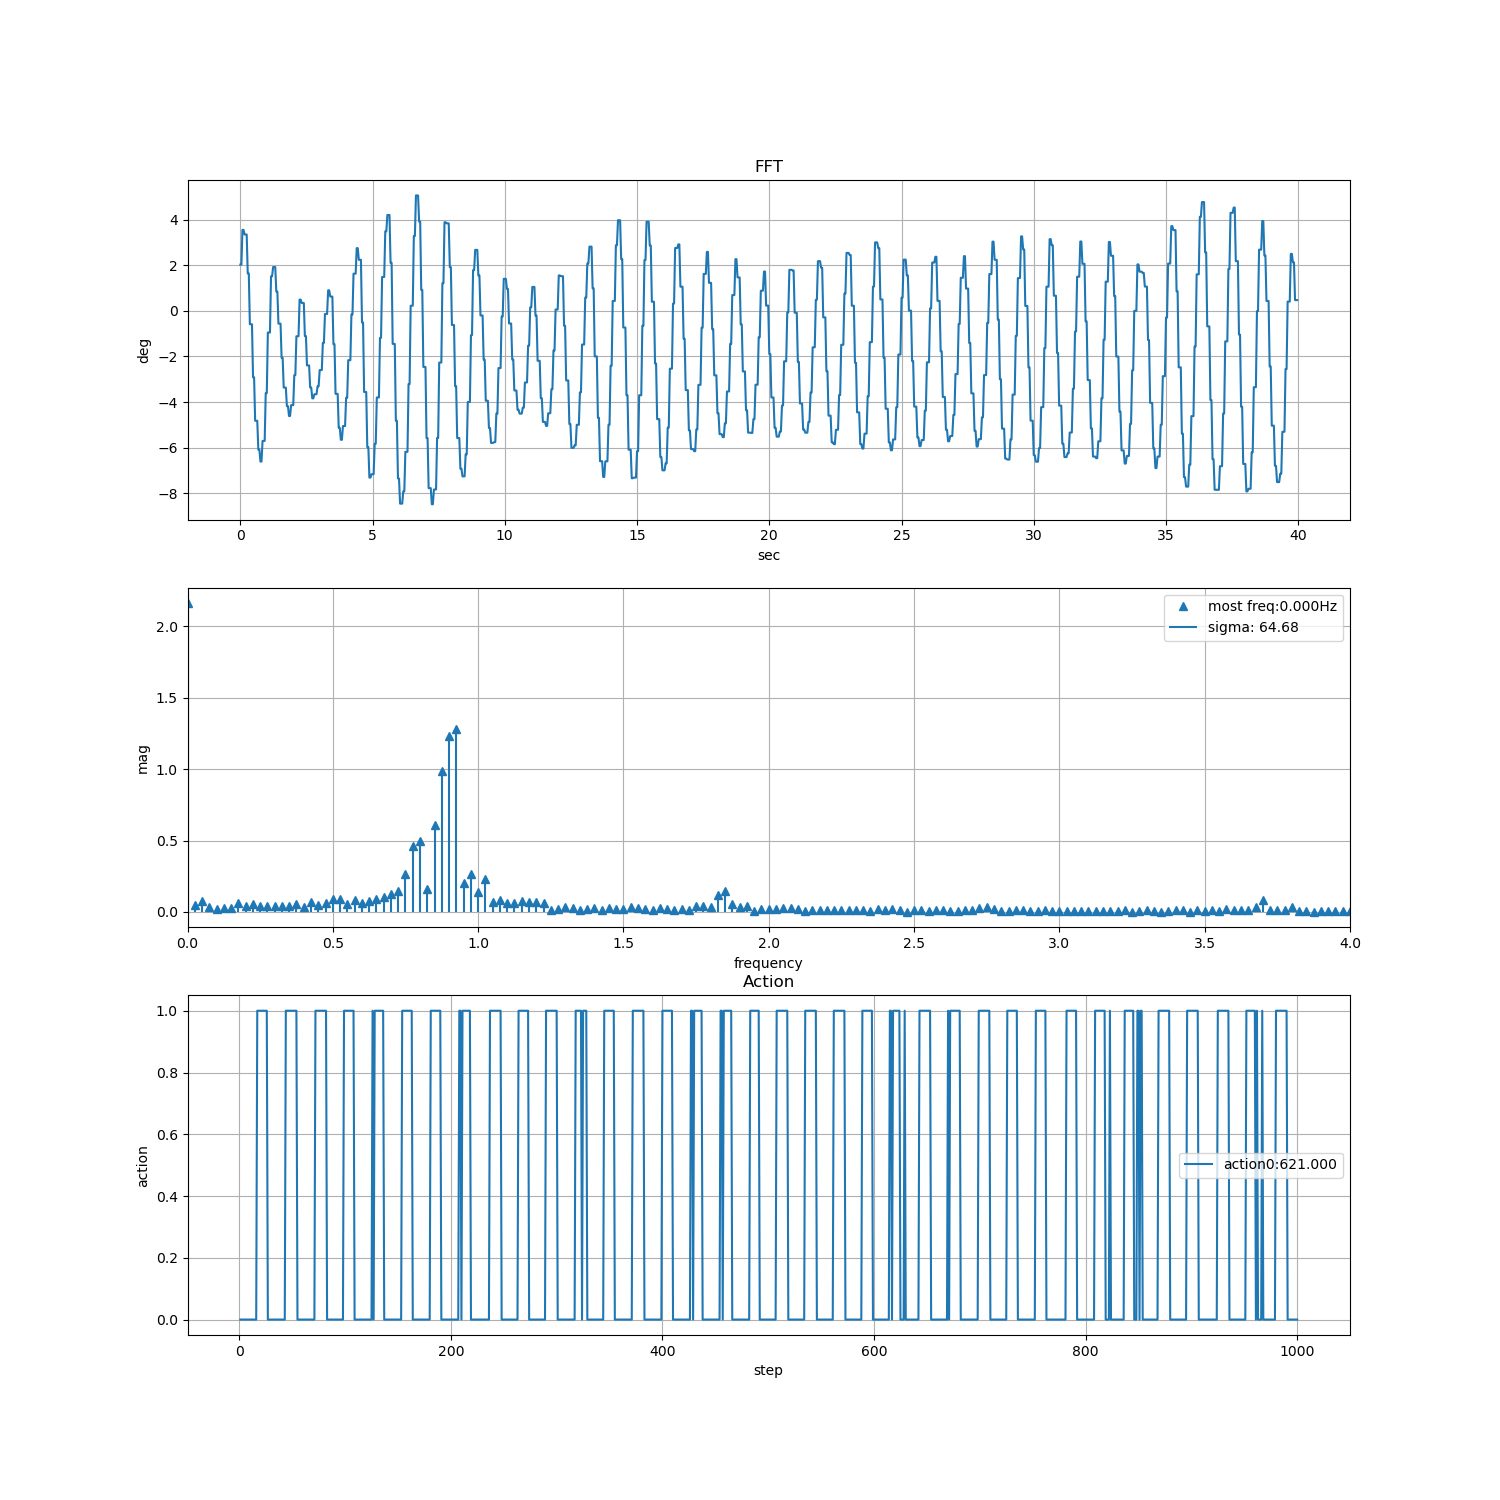 FFT
4
2
0
−2
−4
−6
−8
deg
0 5 10 15 20 25 30 35 40
sec
most freq:0.000Hz
sigma: 64.68
2.0
1.5
1.0
0.5
0.0
mag
0.0 0.5 1.0 1.5 2.0 2.5 3.0 3.5 4.0
frequency
Action
1.0
0.8
0.6
0.4
0.2
0.0
action
action0:621.000
0 200 400 600 800 1000
step